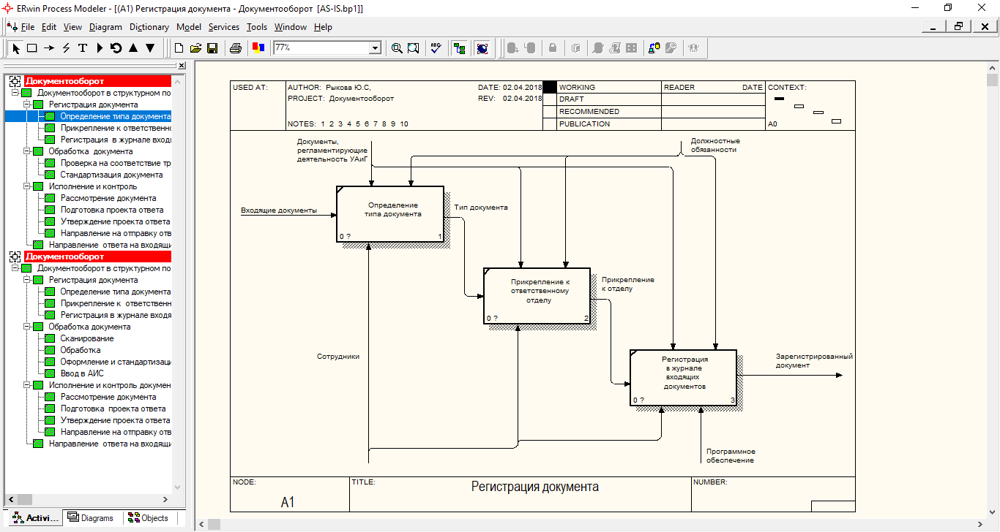 ERwin Process Modeler - [(A1) Регистрация документа - Документооборот  [AS-IS.bp1]]
File Edit View Diagram Dictionary Model Services Tools Window Help
77%
Документооборот
Документооборот в структурном по
Регистрация документа
Определение типа документа
Прикрепление к ответственно
Регистрация  в журнале входя
Обработка  документа
Проверка на соответствие тр
Стандартизация документа
Исполнение и контроль
Рассмотрение документа
Подготовка проекта ответа
Утверждение проекта ответа
Направление на отправку отв
Направление  ответа на входящи
Документооборот
Документооборот в структурном по
Регистрация документа
Определение типа документа
Прикрепление к  ответственн
Регистрация в журнале входя
Обработка документа
Сканирование
Обработка
Оформление и стандартизаци
Ввод в АИС
Исполнение и контроль докумен
Рассмотрение документа
Подготовка  проекта ответа
Утверждение проекта ответа
Направление на отправку отв
Направление  ответа на входящи
Activi... Diagrams Objects
USED AT: AUTHOR: Рыкова Ю.С, DATE: 02.04.2018 WORKING READER DATE CONTEXT:
PROJECT: Документооборот REV: 02.04.2018 DRAFT
RECOMMENDED
NOTES: 1 2 3 4 5 6 7 8 9 10 PUBLICATION A0
Документы,
регламентирующие
деятельность УАиГ
Должностные
обязанности
Входящие документы
Определение
типа документа
0 ? 1
Тип документа
Прикрепление к
ответственному
отделу
0 ? 2
Прикрепление
к отделу
Сотрудники
Регистрация
в журнале
входящих
документов
0 ? 3
Зарегистрированный
документ
Программное
обеспечение
NODE: TITLE: NUMBER:
A1 Регистрация документа